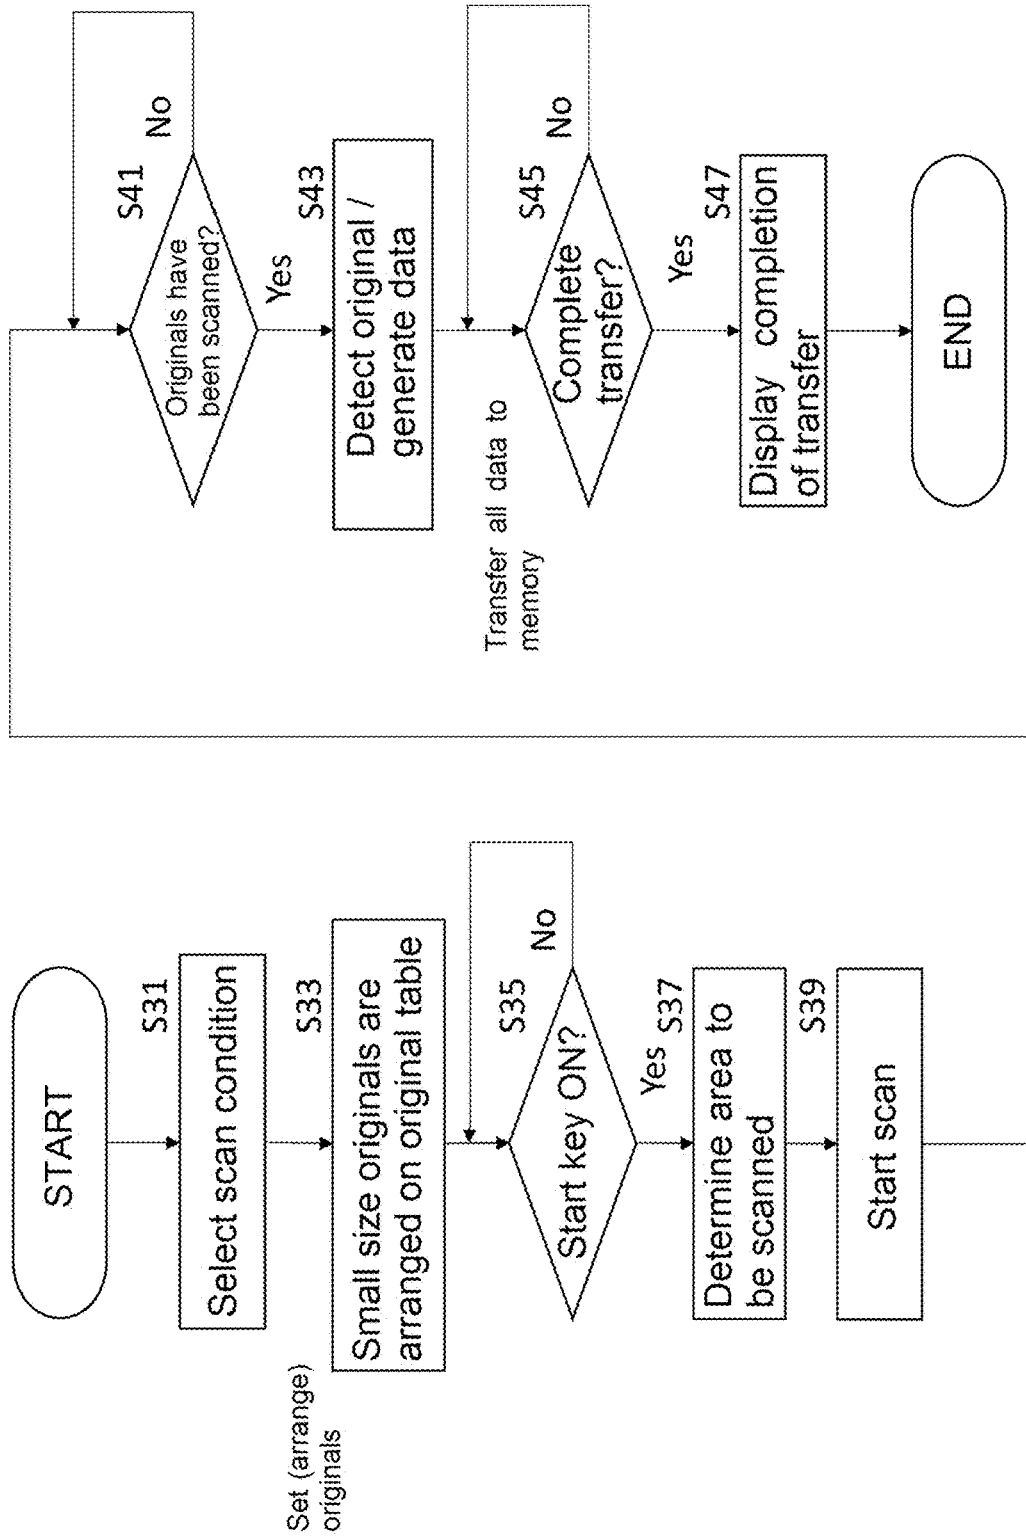 START
S31
Select scan condition
Set (arrange)
originals
S33
Small size originals are
arranged on original table
S35
Start key ON?
No
Yes
S37
Determine area to
be scanned
S39
Start scan
S41
Originals have
been scanned?
No
Yes
S43
Detect original /
generate data
Transfer all data to
memory
S45
Complete
transfer?
No
Yes
S47
Display completion
of transfer
END